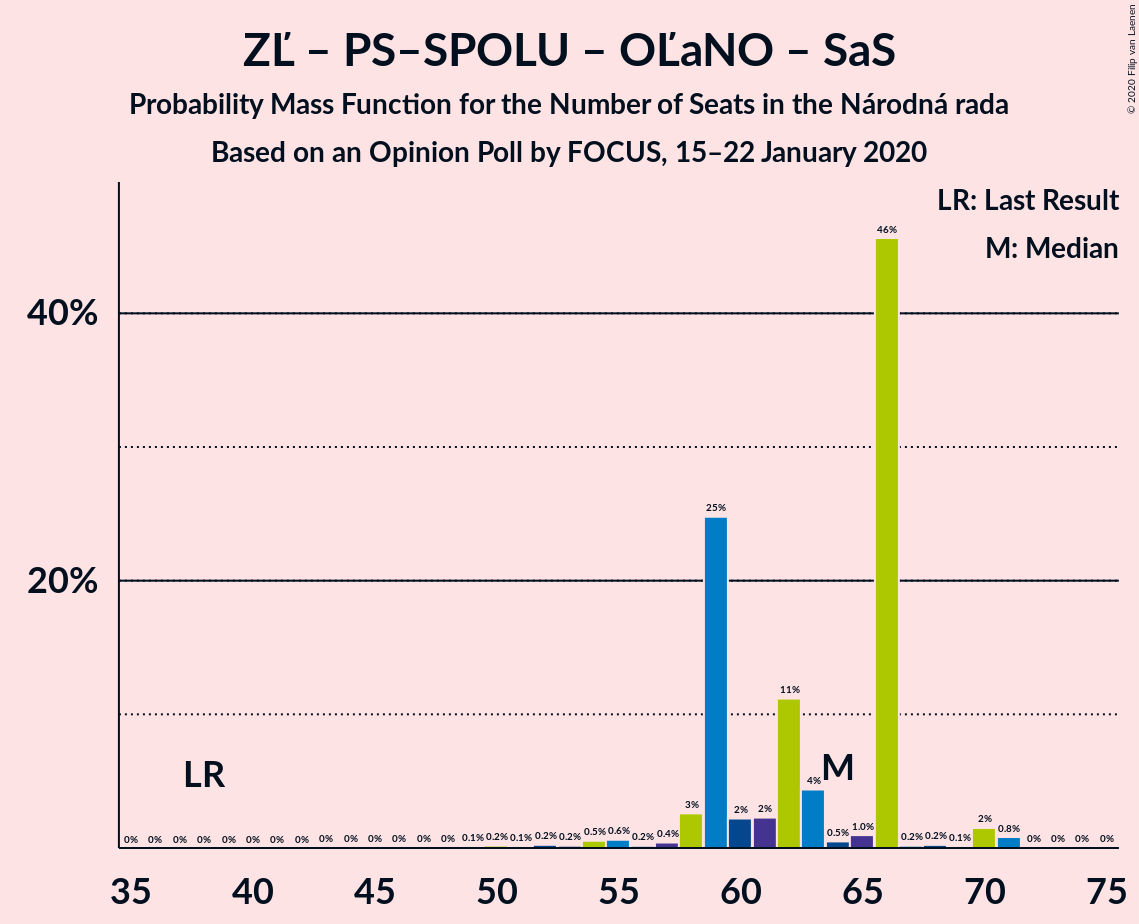 ZĽ – PS–SPOLU – OĽaNO – SaS
Probability Mass Function for the Number of Seats in the Národná rada
Based on an Opinion Poll by FOCUS, 15–22 January 2020
© 2020 Filip van Laenen
LR: Last Result
M: Median
40%
20%
LR
M
0% 0% 0% 0% 0% 0% 0% 0% 0% 0% 0% 0% 0% 0% 0.1% 0.2% 0.1% 0.2% 0.2% 0.5% 0.6% 0.2% 0.4% 3% 25% 2% 2% 11% 4% 0.5% 1.0% 46% 0.2% 0.2% 0.1% 2% 0.8% 0% 0% 0% 0%
35 40 45 50 55 60 65 70 75